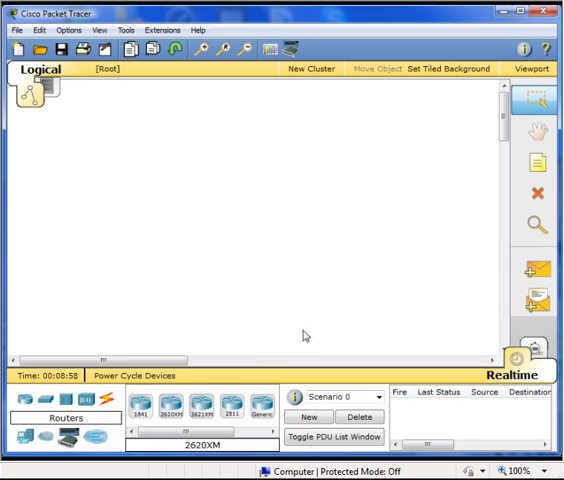 Cisco Packet Tracer
File Edit Options View Tools Extensions Help
Logical [Root] New Cluster Move Object Set Tiled Background Viewport
Time: 00:08:58 Power Cycle Devices Realtime
1841 2620XM 2621XM 2811 Generic
Scenario 0
Fire Last Status Source Destination
Routers
New Delete
Toggle PDU List Window
2620XM
Computer | Protected Mode: Off 100%